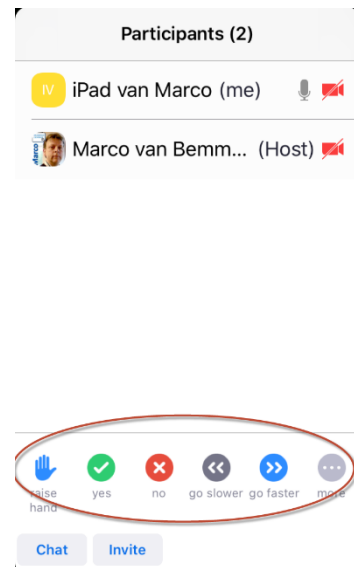 Participants (2)
IV iPad van Marco (me)
Marco van Bemm... (Host)
raise hand
yes
no
go slower
go faster
more
Chat
Invite